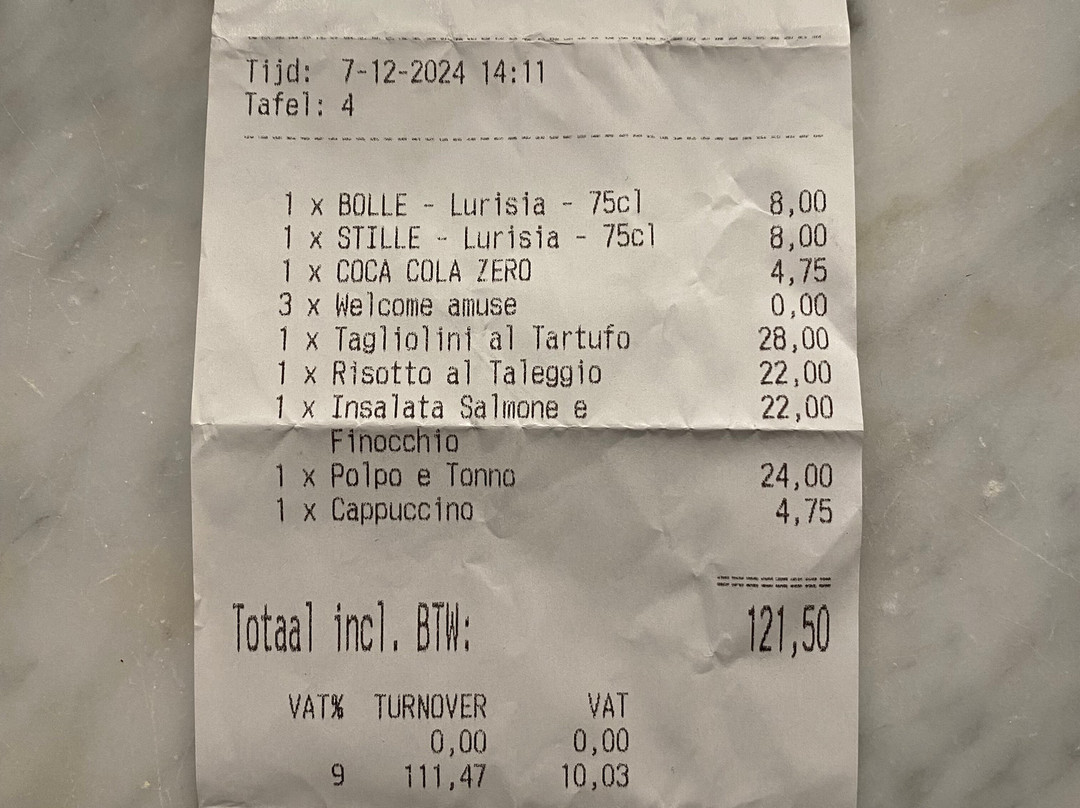 Tijd: 7-12-2024 14:11
Tafel: 4
1 x BOLLE - Lurisia - 75cl 8,00
1 x STILLE - Lurisia - 75cl 8,00
1 x COCA COLA ZERO 4,75
3 x Welcome amuse 0,00
1 x Tagliolini al Tartufo 28,00
1 x Risotto al Taleggio 22,00
1 x Insalata Salmone e 22,00
Finocchio
1 x Polpo e Tonno 24,00
1 x Cappuccino 4,75
Totaal incl. BTW: 121,50
VAT% TURNOVER VAT
0,00 0,00
9 111,47 10,03